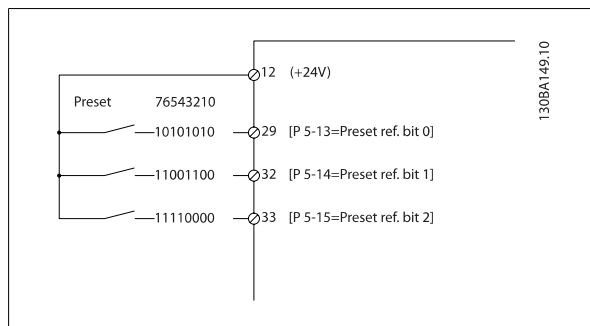 12 (+24V)
Preset 76543210
10101010 29 [P 5-13=Preset ref. bit 0]
11001100 32 [P 5-14=Preset ref. bit 1]
11110000 33 [P 5-15=Preset ref. bit 2]
130BA149.10